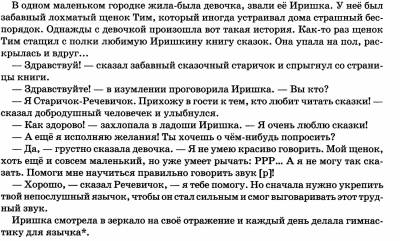 В одном маленьком городке жила-была девочка, звали её Иришка. У неё был
забавный лохматый щенок Тим, который иногда устраивал дома страшный бес-
порядок. Однажды с девочкой произошла вот такая история. Как-то раз щенок
Тим стащил с полки любимую Иришкину книгу сказок. Она упала на пол, рас-
крылась и вдруг...
— Здравствуй! — сказал забавный сказочный старичок и спрыгнул со страни-
цы книги.
— Здравствуйте! — в изумлении проговорила Иришка. — Вы кто?
— Я Старичок-Речевичок. Прихожу в гости к тем, кто любит читать сказки! —
сказал добродушный человечек и улыбнулся.
— Как здорово! — захлопала в ладоши Иришка. — Я очень люблю сказки!
— А ещё я исполняю желания! Ты хочешь о чём-нибудь попросить?
— Да, — грустно сказала девочка. — Я не умею красиво говорить. Мой щенок,
хоть ещё и совсем маленький, но уже умеет рычать: РРР... А я не могу так ска-
зать. Помоги мне научиться правильно говорить звук [р]!
— Хорошо, — сказал Речевичок, — я тебе помогу. Но сначала нужно укрепить
твой непослушный язычок, чтобы он стал сильным и смог выговаривать этот труд-
ный звук.
Иришка смотрела в зеркало на своё отражение и каждый день делала гимнас-
тику для язычка*.